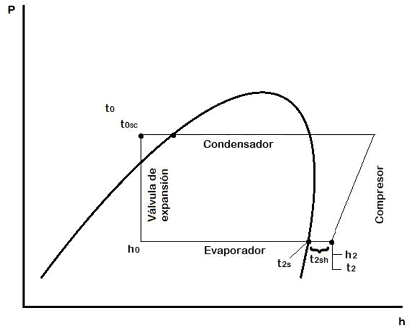 P
t0
t0sc
Condensador
Válvula de
expansión
Compresor
h0
Evaporador
t2s
t2sh
h2
t2
h